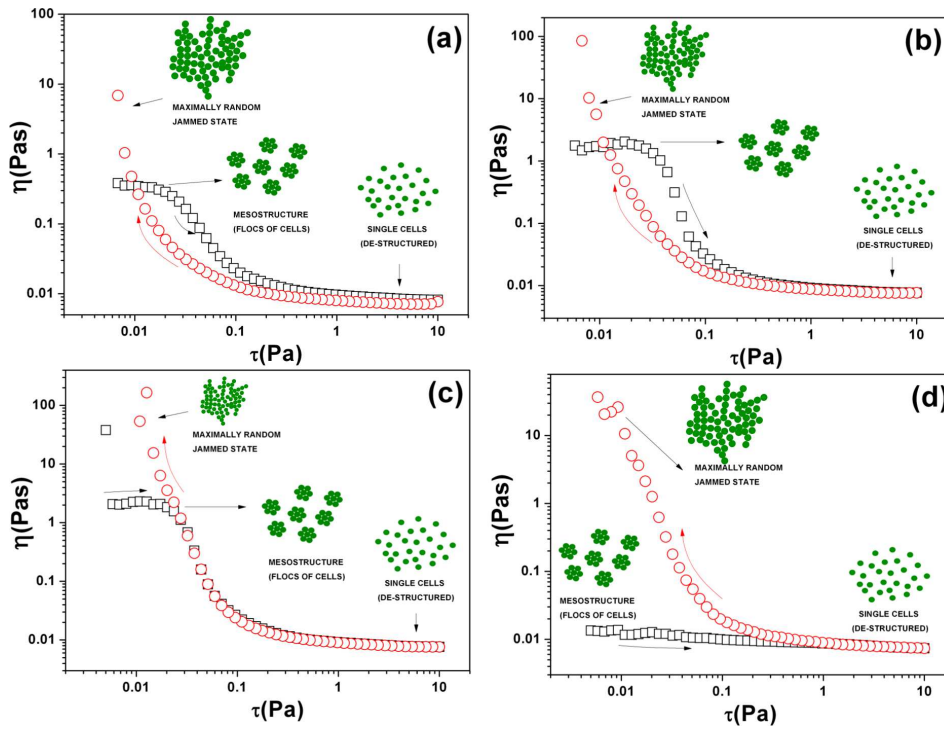 (a)
100
10
1
0.1
0.01
η(Pas)
MAXIMALLY RANDOM
JAMMED STATE
MESOSTRUCTURE
(FLOCS OF CELLS)
SINGLE CELLS
(DE-STRUCTURED)
0.01 0.1 1 10
τ(Pa)
(b)
100
10
1
0.1
0.01
η(Pas)
MAXIMALLY RANDOM
JAMMED STATE
SINGLE CELLS
(DE-STRUCTURED)
0.01 0.1 1 10
τ(Pa)
(c)
100
10
1
0.1
0.01
η(Pas)
MAXIMALLY RANDOM
JAMMED STATE
MESOSTRUCTURE
(FLOCS OF CELLS)
SINGLE CELLS
(DE-STRUCTURED)
0.01 0.1 1 10
τ(Pa)
(d)
10
1
0.1
0.01
η(Pas)
MAXIMALLY RANDOM
JAMMED STATE
MESOSTRUCTURE
(FLOCS OF CELLS)
SINGLE CELLS
(DE-STRUCTURED)
0.01 0.1 1 10
τ(Pa)